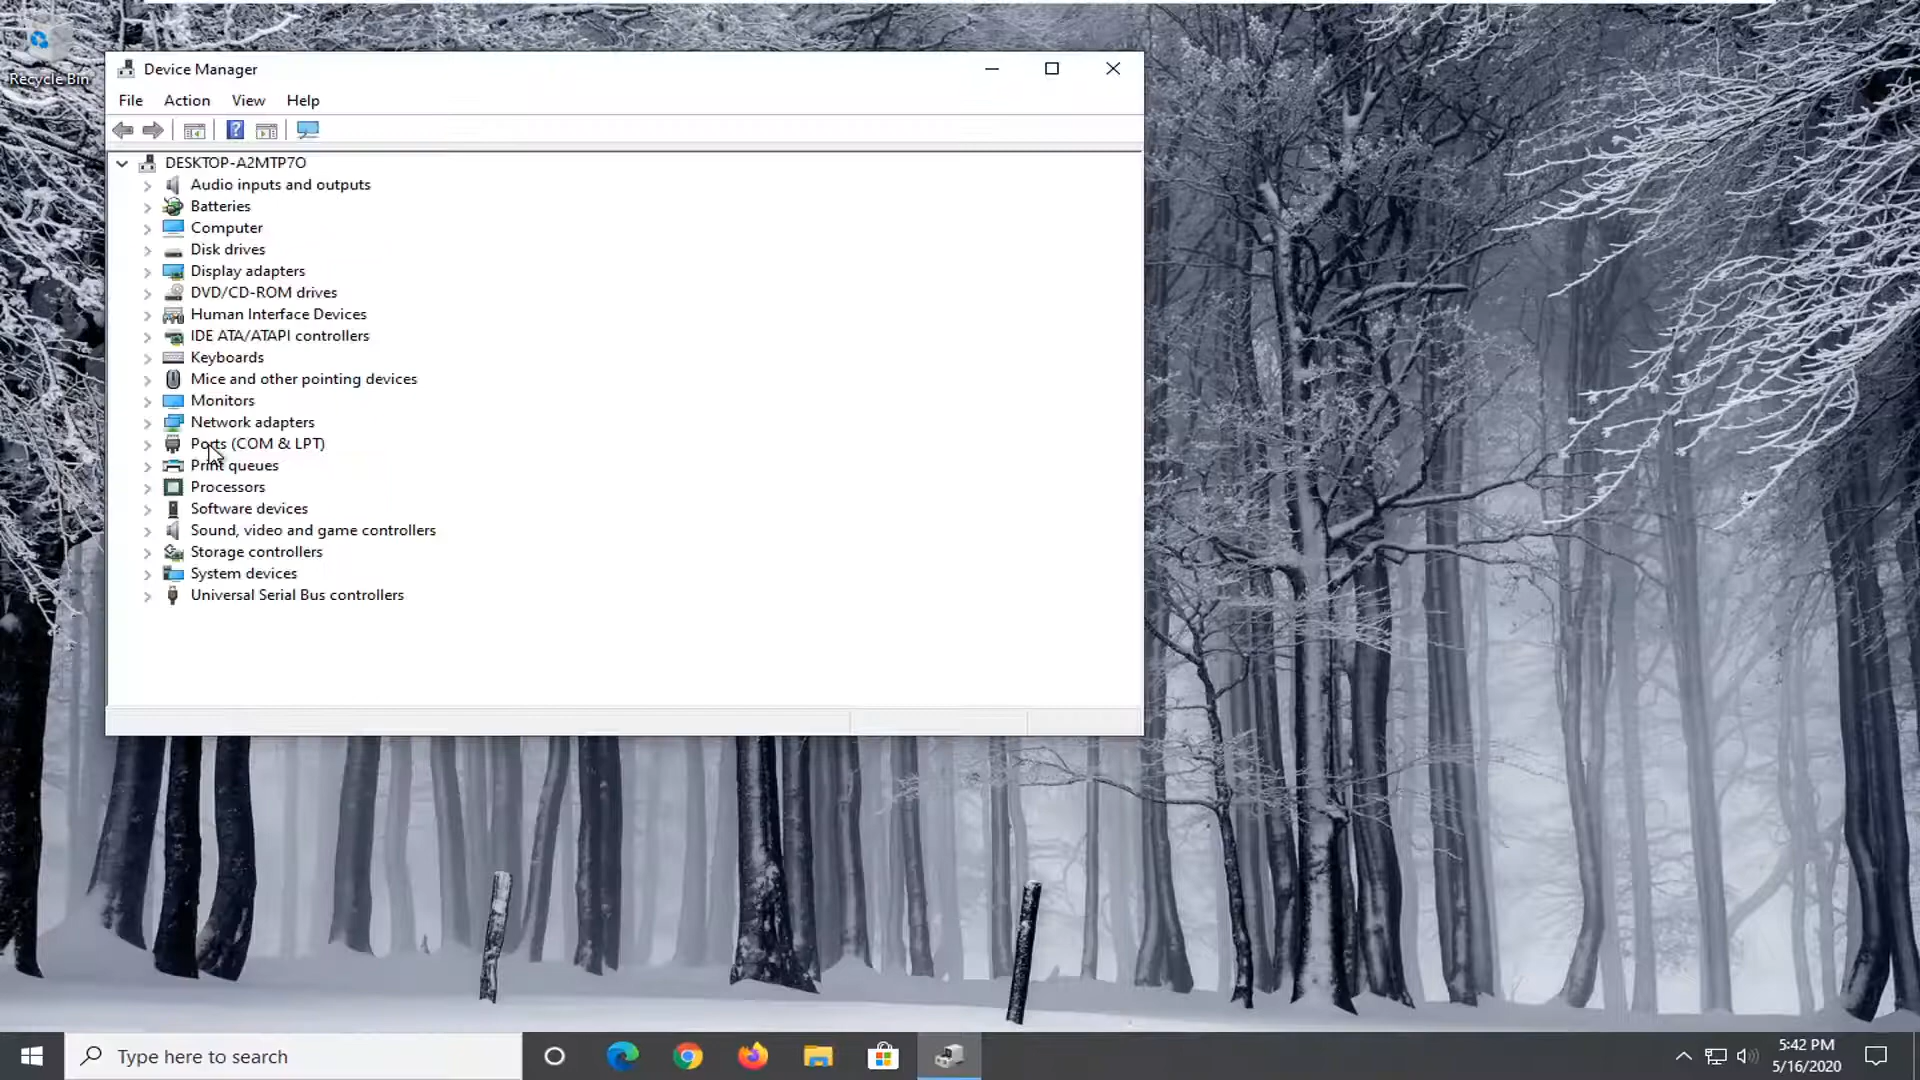 Recycle Bin
Device Manager
File Action View Help
DESKTOP-A2MTP7O
Audio inputs and outputs
Batteries
Computer
Disk drives
Display adapters
DVD/CD-ROM drives
Human Interface Devices
IDE ATA/ATAPI controllers
Keyboards
Mice and other pointing devices
Monitors
Network adapters
Ports (COM & LPT)
Print queues
Processors
Software devices
Sound, video and game controllers
Storage controllers
System devices
Universal Serial Bus controllers
Type here to search
5:42 PM
5/16/2020